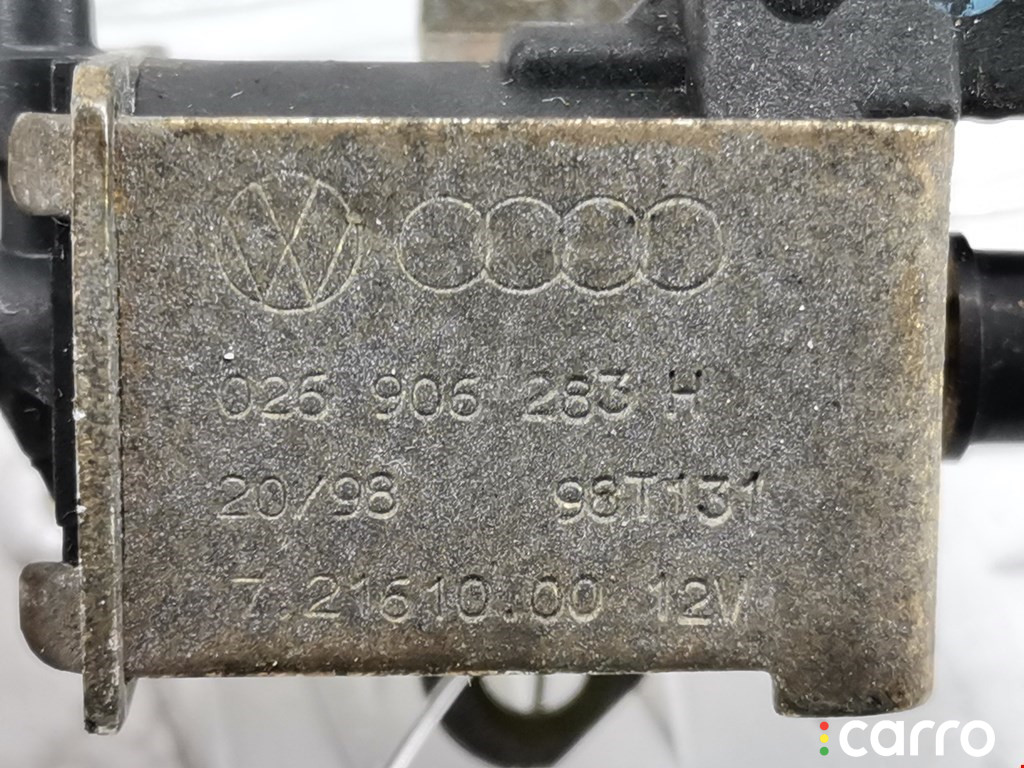 026 906 283 H
20/98 98T131
7.21610.00 12V
carro